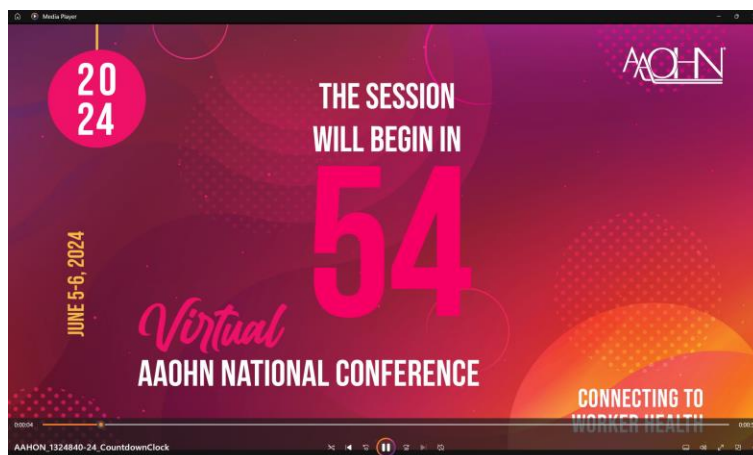 Media Player
20
24
AAOHN
THE SESSION
WILL BEGIN IN
54
JUNE 5-6, 2024
Virtual
AAOHN NATIONAL CONFERENCE
CONNECTING TO
WORKER HEALTH
0:00:04
AAHON_1324840-24_CountdownClock